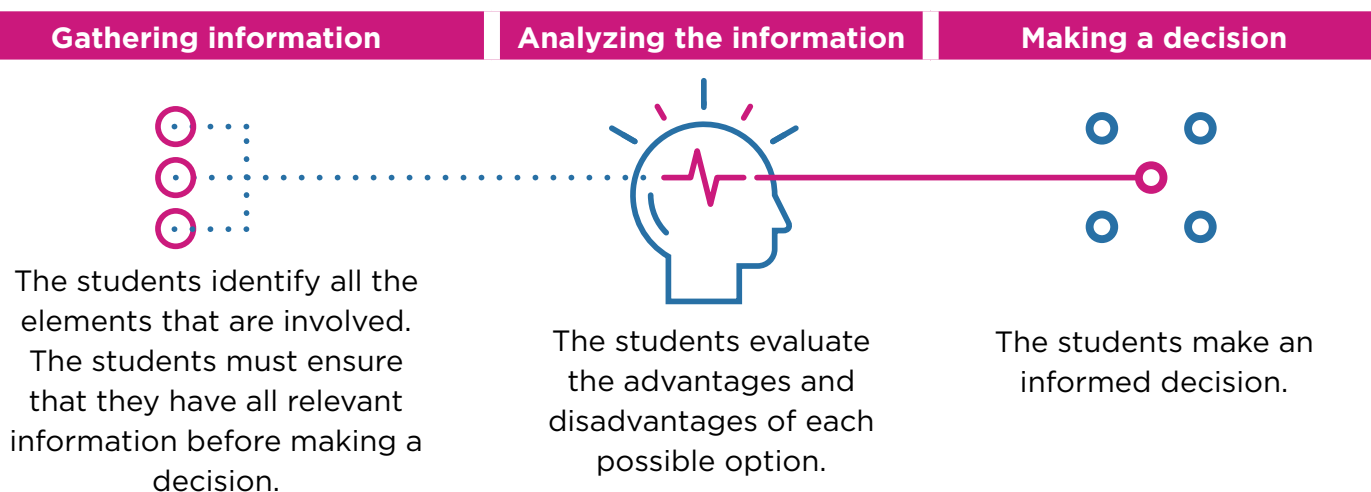 Gathering information
Analyzing the information
Making a decision
The students identify all the
elements that are involved.
The students must ensure
that they have all relevant
information before making a
decision.
The students evaluate
the advantages and
disadvantages of each
possible option.
The students make an
informed decision.